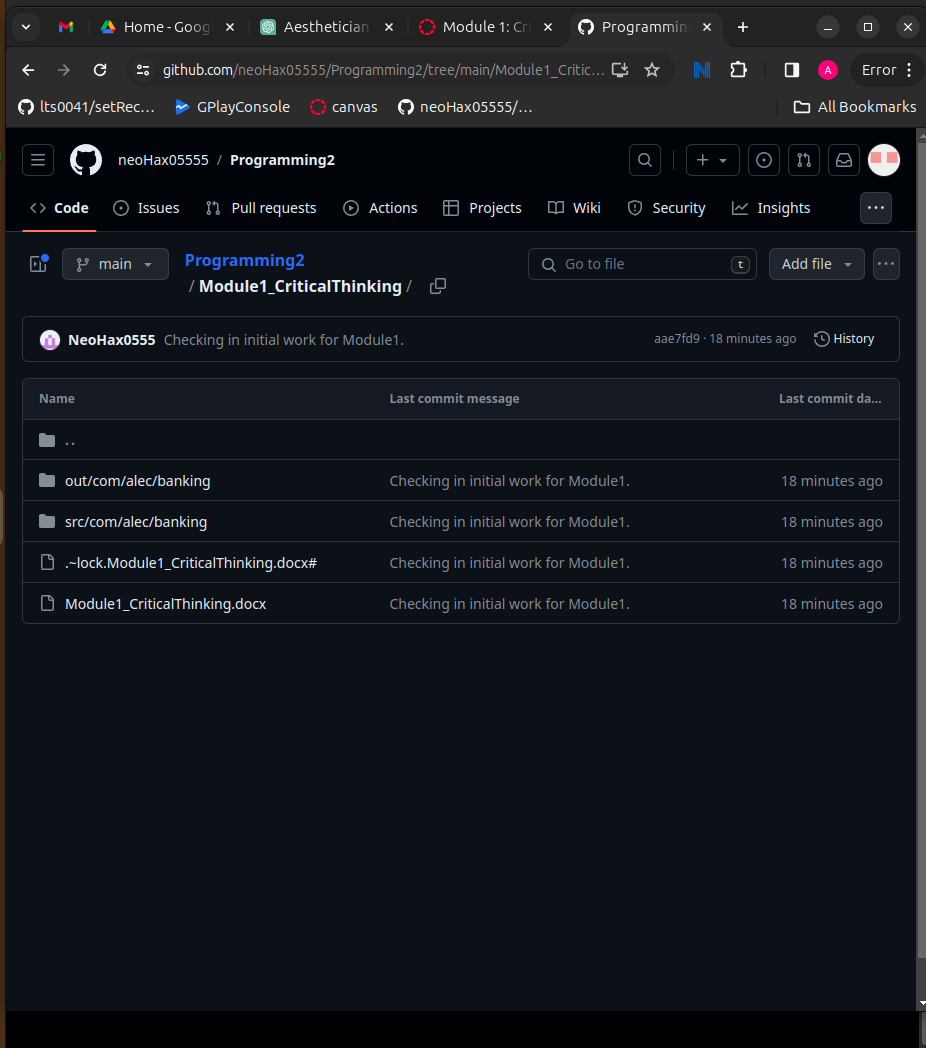 Home - Goog
Aesthetician
Module 1: Cri
Programmin
github.com/neoHax05555/Programming2/tree/main/Module1_Critic...
N
A
Error
lts0041/setRec...
GPlayConsole
canvas
neoHax05555/...
All Bookmarks
neoHax05555 / Programming2
Code
Issues
Pull requests
Actions
Projects
Wiki
Security
Insights
main
Programming2
/ Module1_CriticalThinking /
Go to file
t
Add file
NeoHax0555 Checking in initial work for Module1.
aae7fd9 · 18 minutes ago
History
Name Last commit message Last commit da...
..
out/com/alec/banking Checking in initial work for Module1. 18 minutes ago
src/com/alec/banking Checking in initial work for Module1. 18 minutes ago
.~lock.Module1_CriticalThinking.docx# Checking in initial work for Module1. 18 minutes ago
Module1_CriticalThinking.docx Checking in initial work for Module1. 18 minutes ago